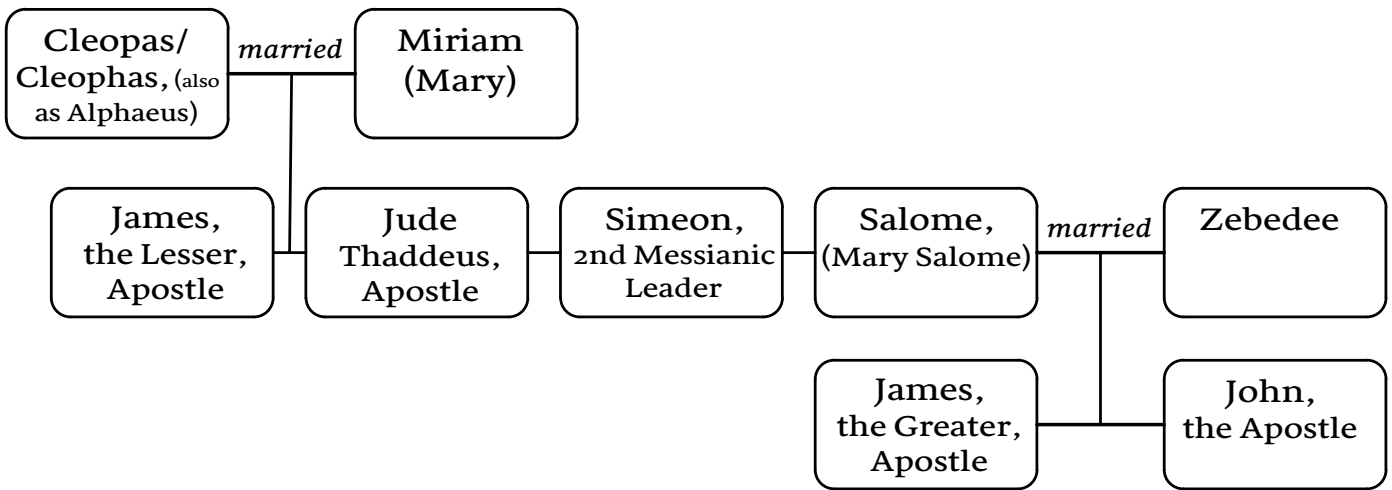 Cleopas/
Cleophas, (also
as Alphaeus)
married
Miriam
(Mary)
James,
the Lesser,
Apostle
Jude
Thaddeus,
Apostle
Simeon,
2nd Messianic
Leader
Salome,
(Mary Salome)
married
Zebedee
James,
the Greater,
Apostle
John,
the Apostle